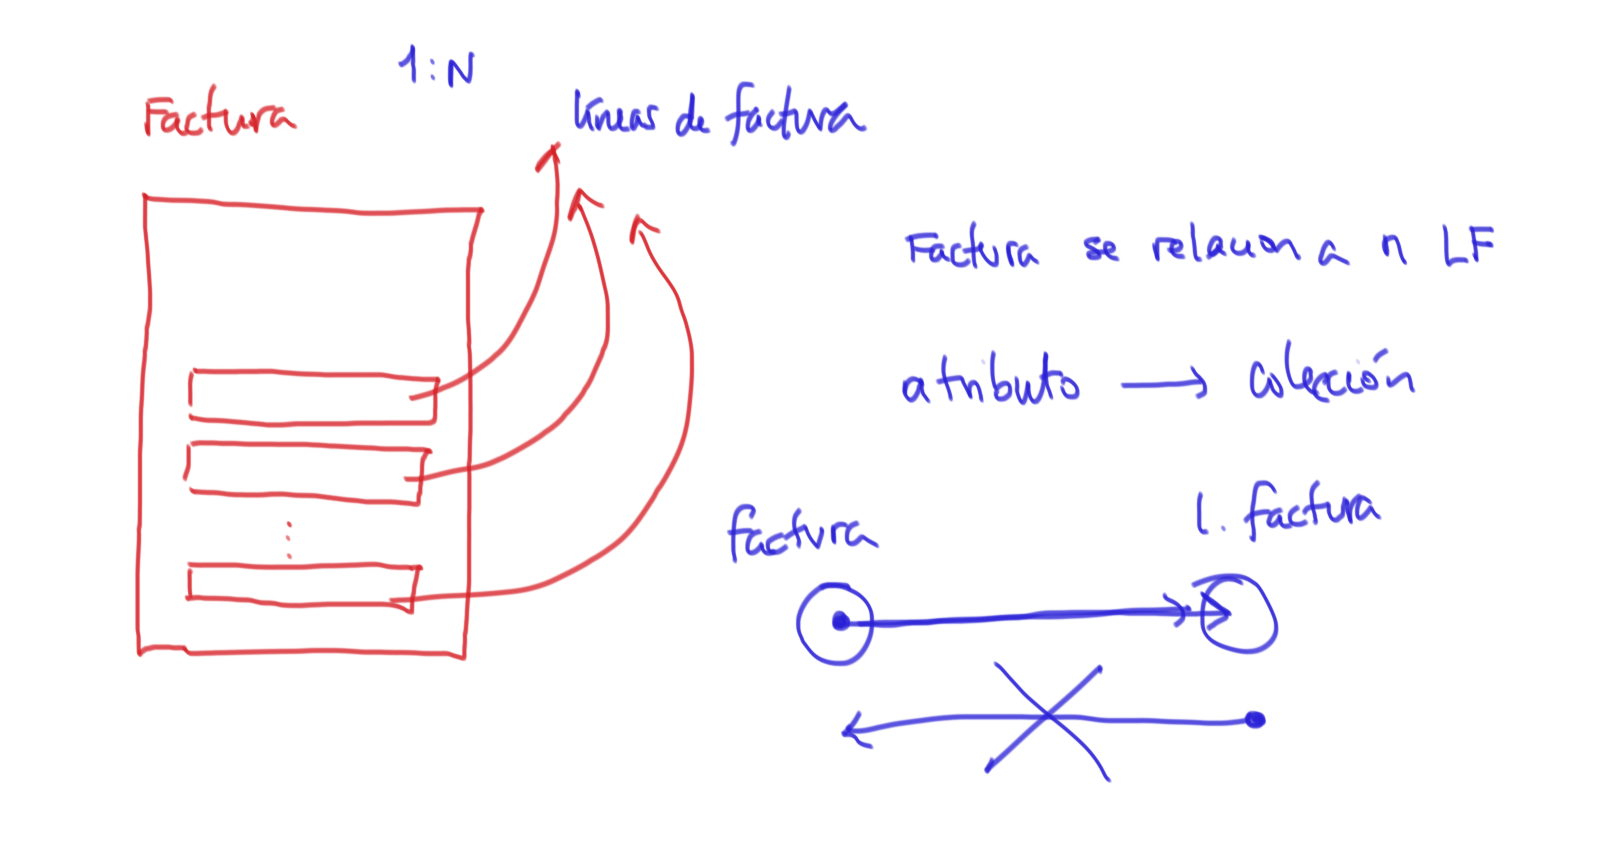 1:N
Factura
líneas de factura
Factura se relaciona n LF
atributo → colección
factura
l. factura